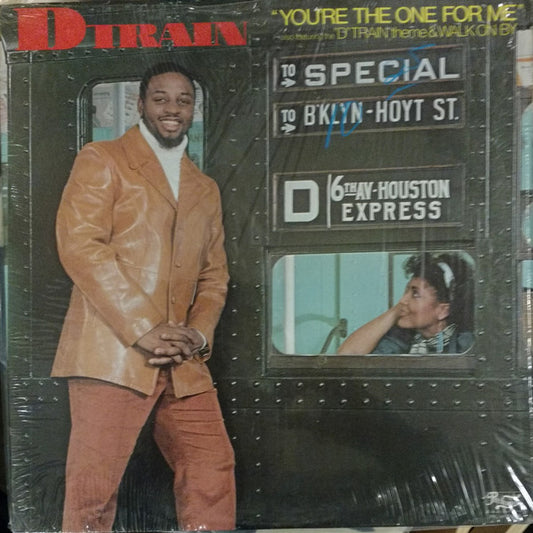 D TRAIN
"YOU'RE THE ONE FOR ME"
also featuring the "D" TRAIN theme & WALK ON BY
TO SPECIAL
TO B'KLYN-HOYT ST.
D 6TH AV-HOUSTON
EXPRESS